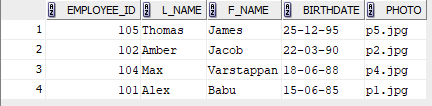 EMPLOYEE_ID L_NAME F_NAME BIRTHDATE PHOTO
1 105 Thomas James 25-12-95 p5.jpg
2 102 Amber Jacob 22-03-90 p2.jpg
3 104 Max Varstappan 18-06-88 p4.jpg
4 101 Alex Babu 15-06-85 p1.jpg